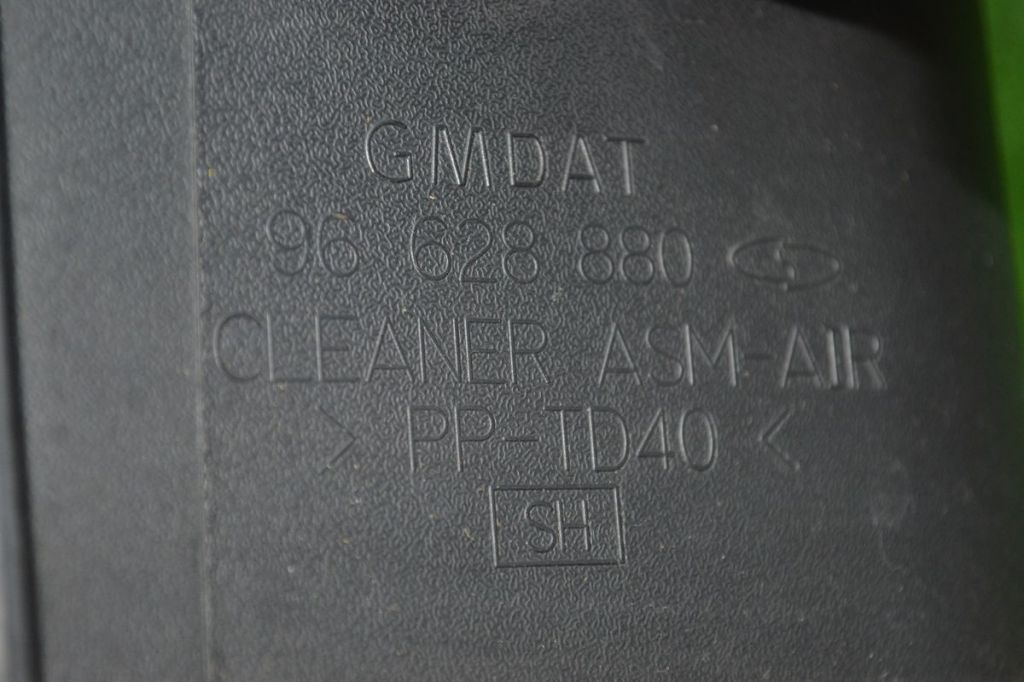 GMDAT
96 628 880
CLEANER ASM-AIR
> PP-TD40 <
SH